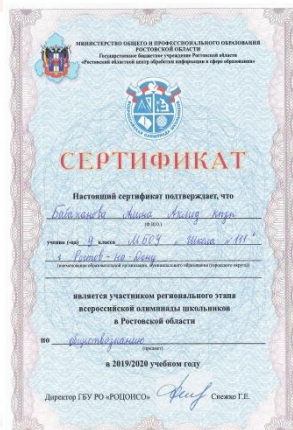 МИНИСТЕРСТВО ОБЩЕГО И ПРОФЕССИОНАЛЬНОГО ОБРАЗОВАНИЯ
РОСТОВСКОЙ ОБЛАСТИ
Государственное бюджетное учреждение Ростовской области
«Ростовский областной центр обработки информации в сфере образования»
СЕРТИФИКАТ
Настоящий сертификат подтверждает, что
Алина кызы
(Ф.И.О.)
учени (-ца) 9 класса МБОУ "Школа № 111"
г. Ростов-на-Дону
(наименование образовательной организации, муниципального образования (городского округа))
является участником регионального этапа
всероссийской олимпиады школьников
в Ростовской области
по обществознанию
(предмет)
в 2019/2020 учебном году
Директор ГБУ РО «РОЦОИСО» Снежко Г.Е.